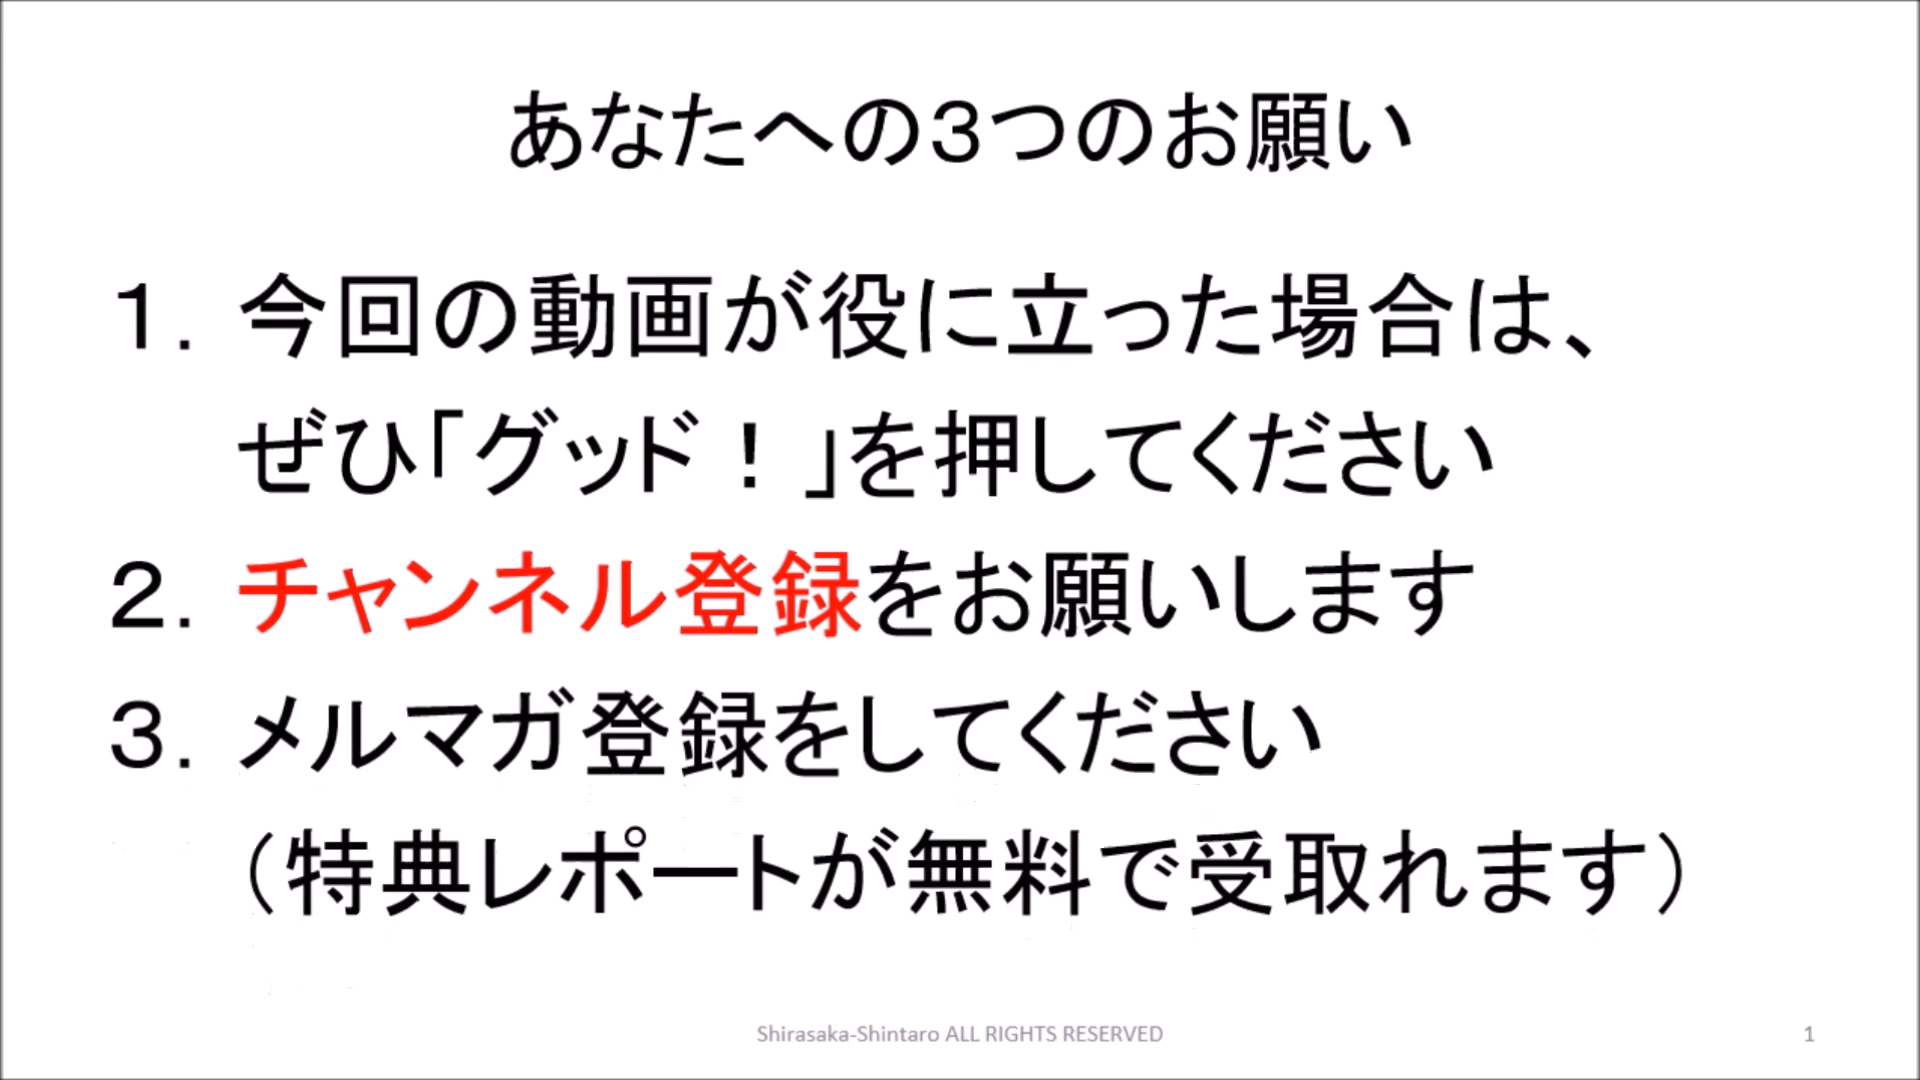 あなたへの３つのお願い
１．今回の動画が役に立った場合は、
ぜひ「グッド！」を押してください
２．チャンネル登録をお願いします
３．メルマガ登録をしてください
（特典レポートが無料で受取れます）
Shirasaka-Shintaro ALL RIGHTS RESERVED
1